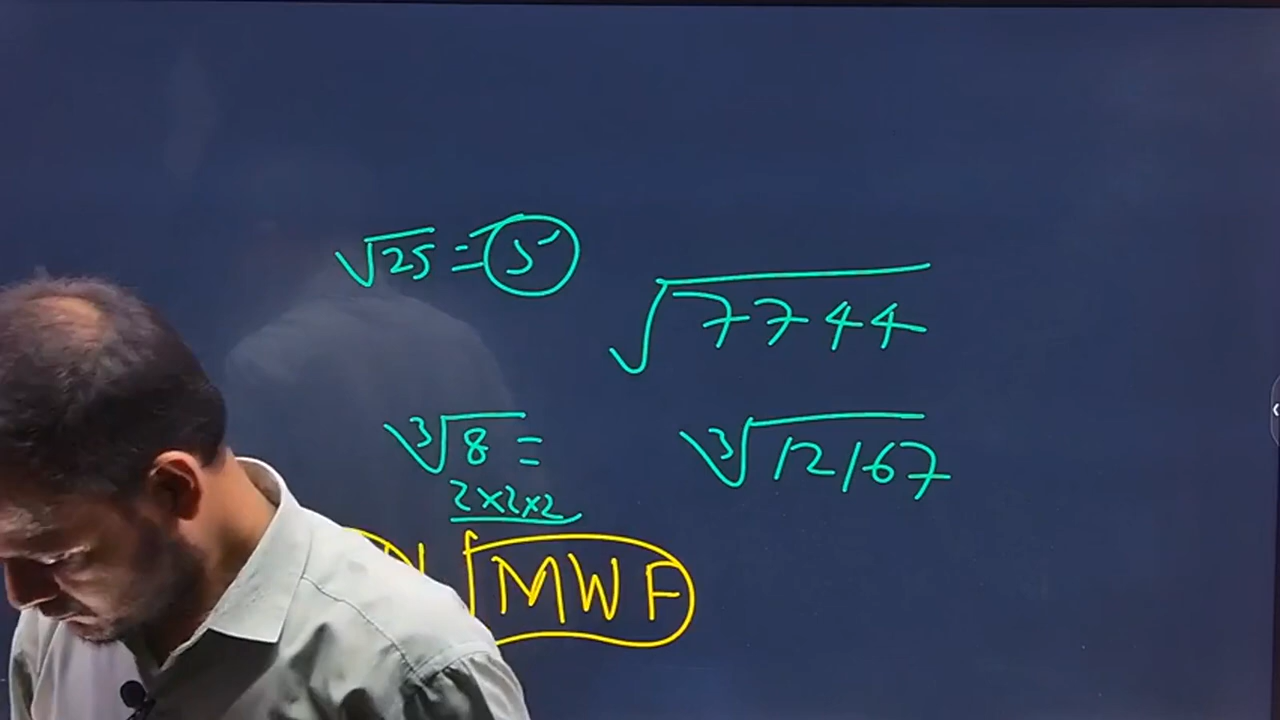 √25 = 5
√7744
∛8 =
∛12167
2×2×2
MWF